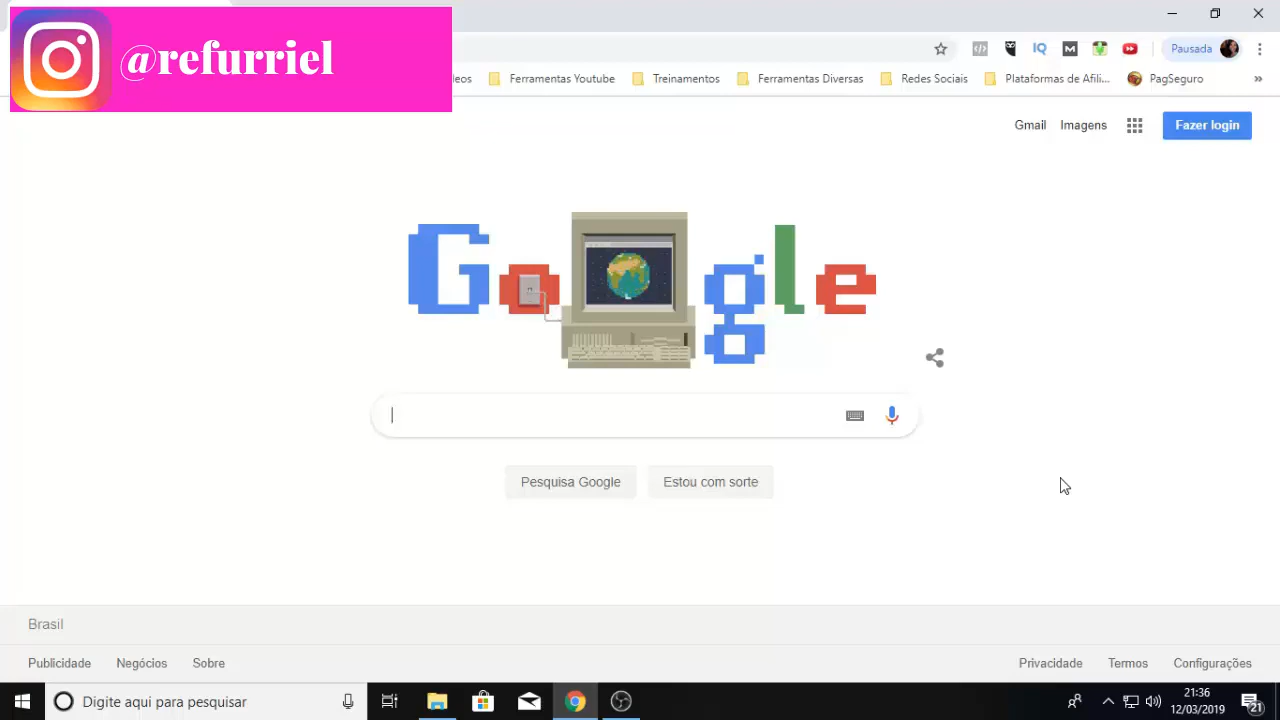 @refurriel
Pausada
eos
Ferramentas Youtube
Treinamentos
Ferramentas Diversas
Redes Sociais
Plataformas de Afili...
PagSeguro
»
Gmail
Imagens
Fazer login
Google
Pesquisa Google
Estou com sorte
Brasil
Publicidade
Negócios
Sobre
Privacidade
Termos
Configurações
Digite aqui para pesquisar
21:36
12/03/2019
21